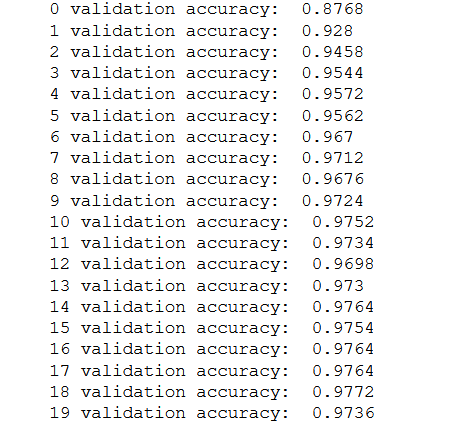 0 validation accuracy:  0.8768
1 validation accuracy:  0.928
2 validation accuracy:  0.9458
3 validation accuracy:  0.9544
4 validation accuracy:  0.9572
5 validation accuracy:  0.9562
6 validation accuracy:  0.967
7 validation accuracy:  0.9712
8 validation accuracy:  0.9676
9 validation accuracy:  0.9724
10 validation accuracy:  0.9752
11 validation accuracy:  0.9734
12 validation accuracy:  0.9698
13 validation accuracy:  0.973
14 validation accuracy:  0.9764
15 validation accuracy:  0.9754
16 validation accuracy:  0.9764
17 validation accuracy:  0.9764
18 validation accuracy:  0.9772
19 validation accuracy:  0.9736